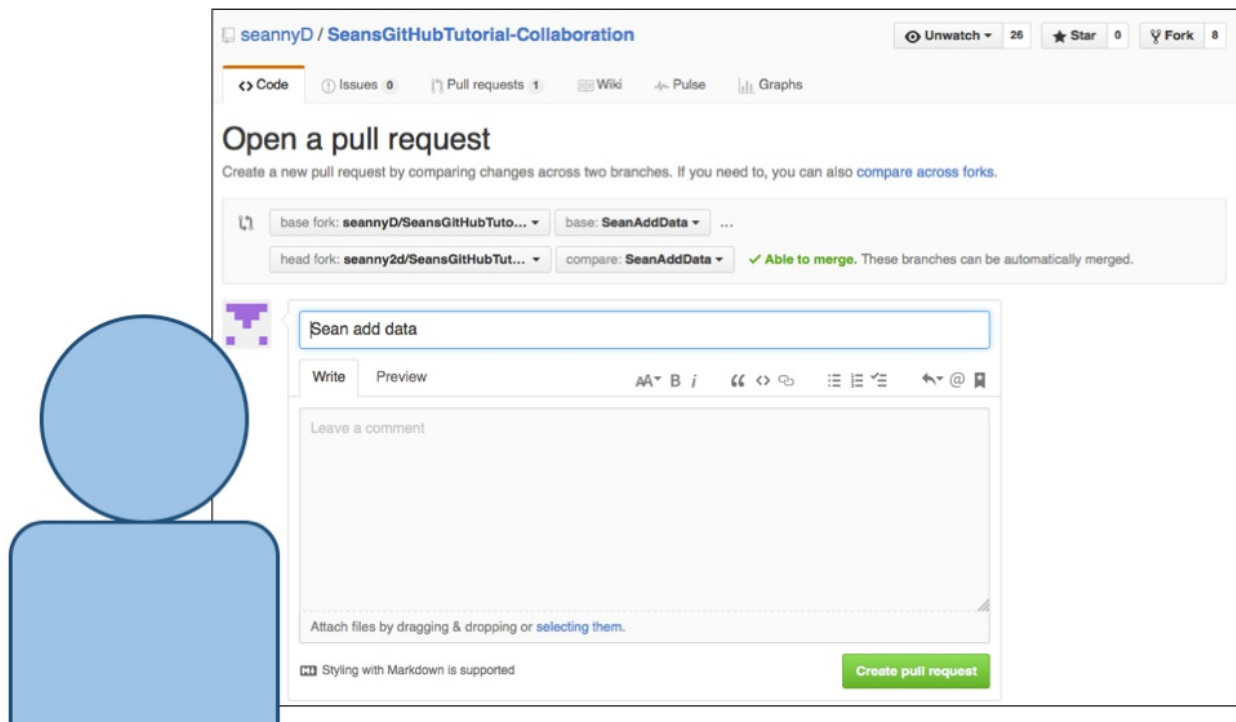 seannyD / SeansGitHubTutorial-Collaboration
Unwatch 26 Star 0 Fork 8
Code Issues 0 Pull requests 1 Wiki Pulse Graphs
Open a pull request
Create a new pull request by comparing changes across two branches. If you need to, you can also compare across forks.
base fork: seannyD/SeansGitHubTuto... base: SeanAddData ...
head fork: seanny2d/SeansGitHubTut... compare: SeanAddData ✓ Able to merge. These branches can be automatically merged.
Sean add data
Write Preview AA B i “ <> @
Leave a comment
Attach files by dragging & dropping or selecting them.
Styling with Markdown is supported
Create pull request